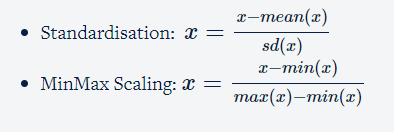 • Standardisation: x = x−mean(x) / sd(x)
• MinMax Scaling: x = x−min(x) / max(x)−min(x)